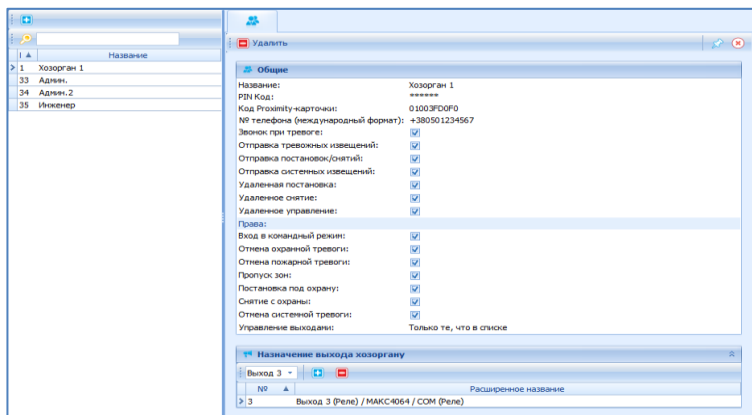 I Название
1 Хозорган 1
33 Админ.
34 Админ.2
35 Инженер
Удалить
Общие
Название: Хозорган 1
PIN Код: ******
Код Proximity-карточки: 01003FD0F0
№ телефона (международный формат): +380501234567
Звонок при тревоге:
Отправка тревожных извещений:
Отправка постановок/снятий:
Отправка системных извещений:
Удаленная постановка:
Удаленное снятие:
Удаленное управление:
Права:
Вход в командный режим:
Отмена охранной тревоги:
Отмена пожарной тревоги:
Пропуск зон:
Постановка под охрану:
Снятие с охраны:
Отмена системной тревоги:
Управление выходами: Только те, что в списке
Назначение выхода хозоргану
Выход 3
№ Расширенное название
3 Выход 3 (Реле) / МАКС4064 / COM (Реле)